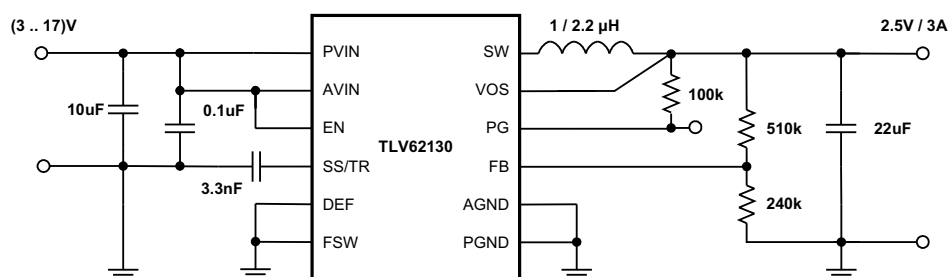 (3 .. 17)V
1 / 2.2 µH
2.5V / 3A
PVIN
SW
AVIN
VOS
10uF
0.1uF
100k
EN
PG
TLV62130
510k
22uF
SS/TR
FB
3.3nF
240k
DEF
AGND
FSW
PGND